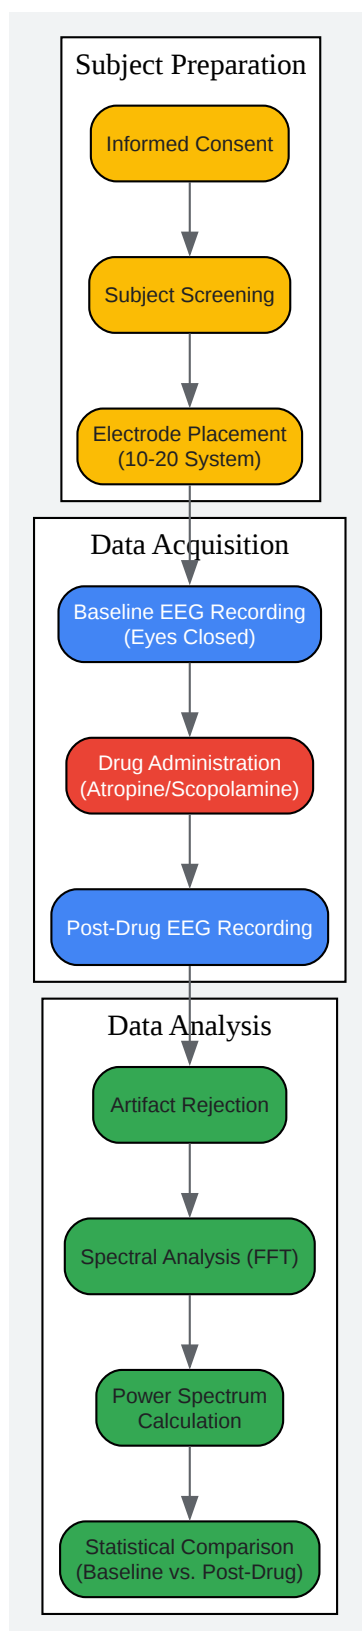 Subject Preparation
Informed Consent
Subject Screening
Electrode Placement
(10-20 System)
Data Acquisition
Baseline EEG Recording
(Eyes Closed)
Drug Administration
(Atropine/Scopolamine)
Post-Drug EEG Recording
Data Analysis
Artifact Rejection
Spectral Analysis (FFT)
Power Spectrum
Calculation
Statistical Comparison
(Baseline vs. Post-Drug)